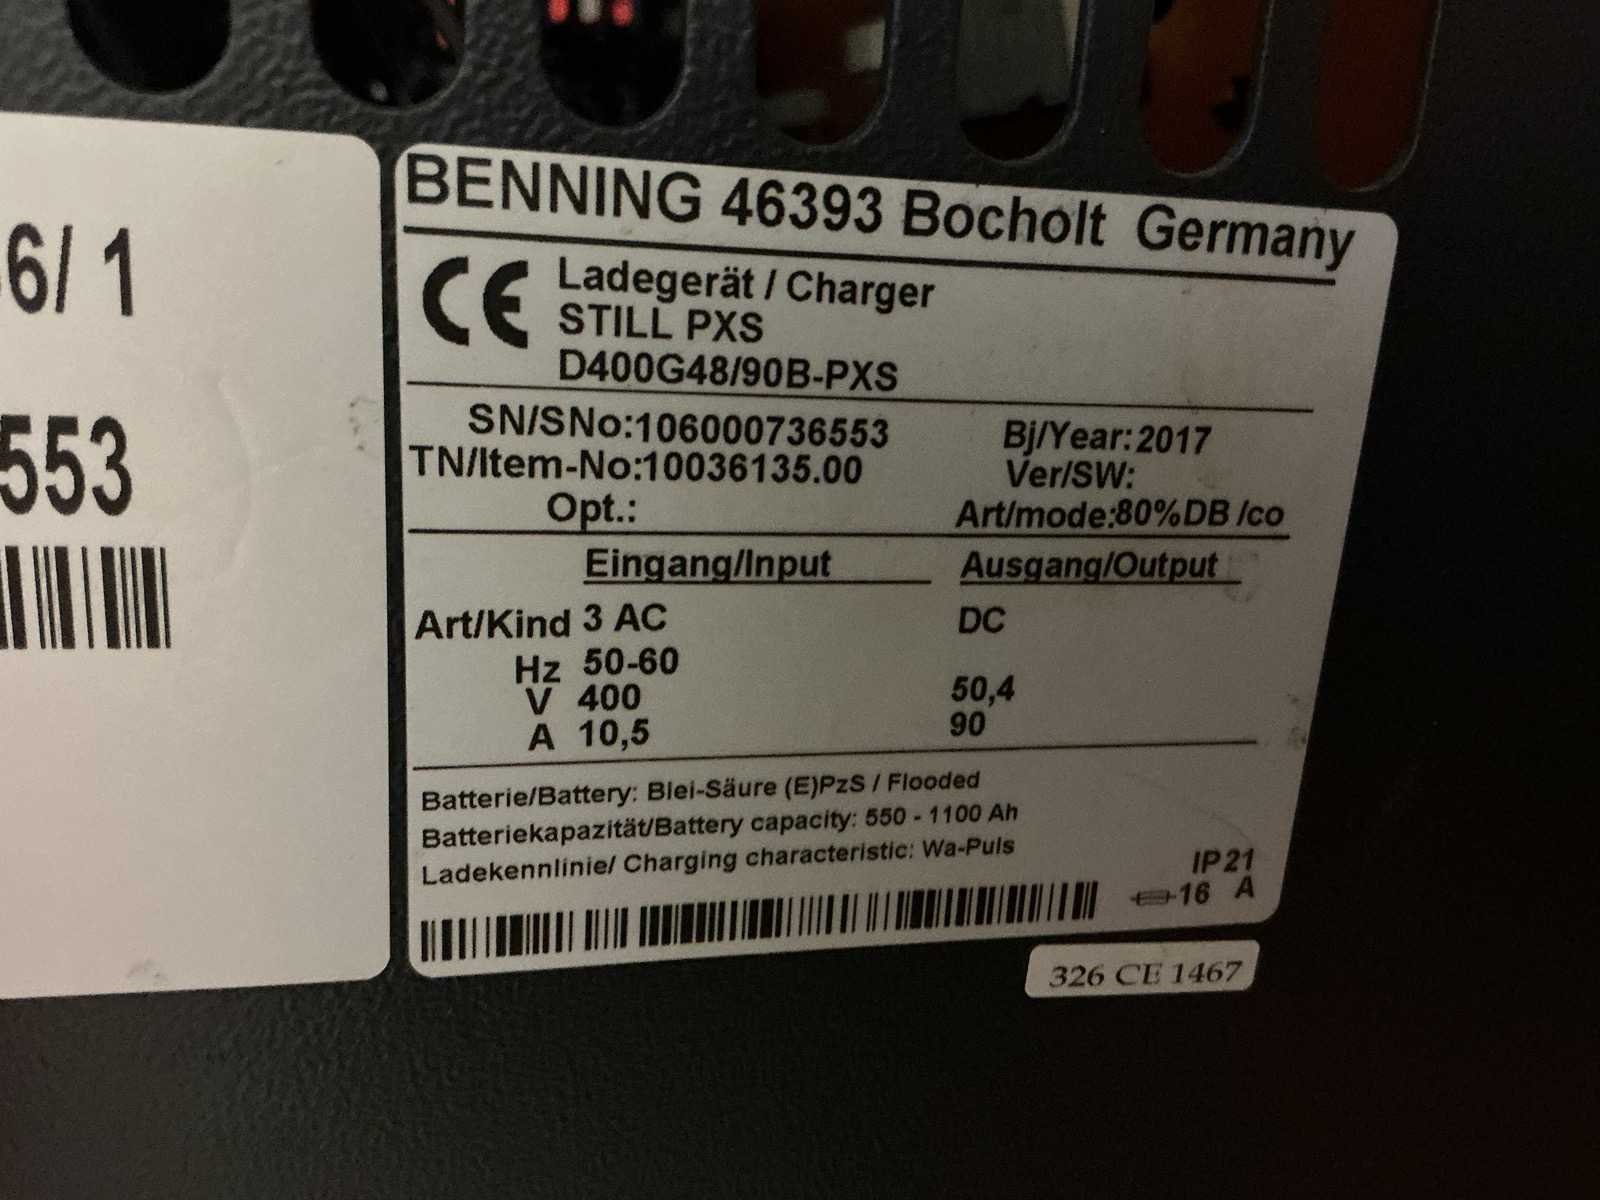 6/ 1
553
BENNING 46393 Bocholt Germany
CE Ladegerät / Charger
STILL PXS
D400G48/90B-PXS
SN/SNo:106000736553 Bj/Year:2017
TN/Item-No:10036135.00 Ver/SW:
Opt.: Art/mode:80%DB /co
Eingang/Input Ausgang/Output
Art/Kind 3 AC DC
Hz 50-60
V 400 50,4
A 10,5 90
Batterie/Battery: Blei-Säure (E)PzS / Flooded
Batteriekapazität/Battery capacity: 550 - 1100 Ah
Ladekennlinie/ Charging characteristic: Wa-Puls
IP21
16 A
326 CE 1467